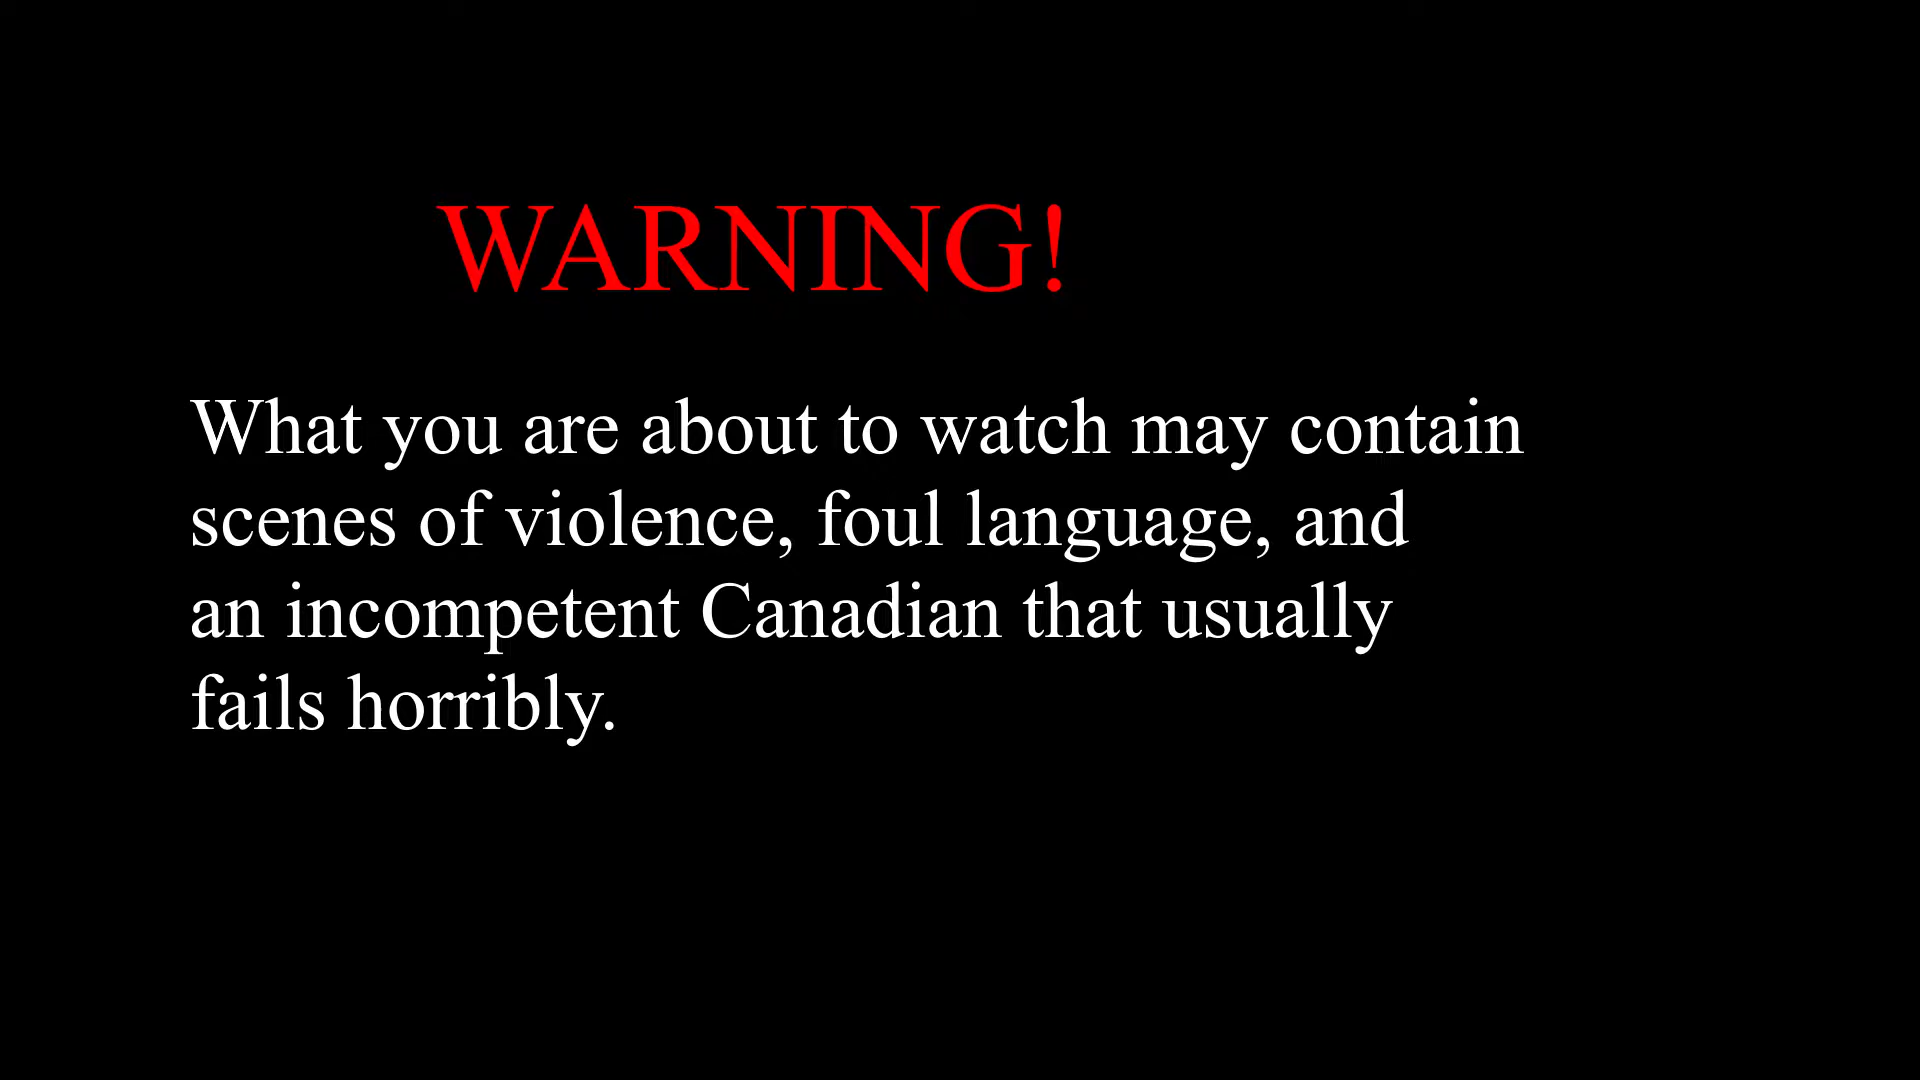 WARNING!
What you are about to watch may contain
scenes of violence, foul language, and
an incompetent Canadian that usually
fails horribly.